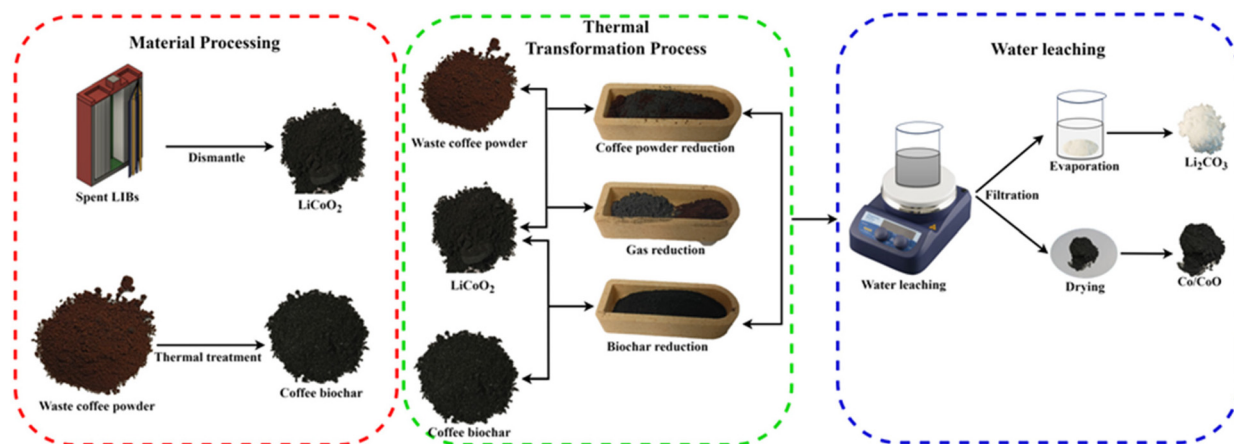 Material Processing
Spent LIBs
Dismantle
LiCoO₂
Waste coffee powder
Thermal treatment
Coffee biochar
Thermal
Transformation Process
Waste coffee powder
Coffee powder reduction
LiCoO₂
Gas reduction
Coffee biochar
Biochar reduction
Water leaching
Water leaching
Filtration
Evaporation
Li₂CO₃
Drying
Co/CoO